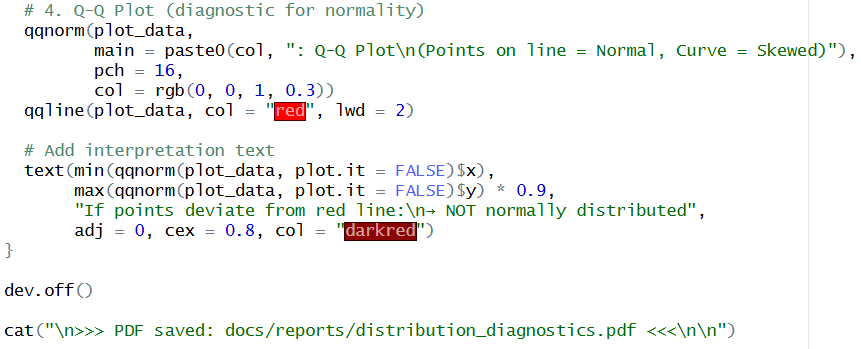 # 4. Q-Q Plot (diagnostic for normality)
qqnorm(plot_data,
main = paste0(col, ": Q-Q Plot\n(Points on line = Normal, Curve = Skewed)"),
pch = 16,
col = rgb(0, 0, 1, 0.3))
qqline(plot_data, col = "red", lwd = 2)
# Add interpretation text
text(min(qqnorm(plot_data, plot.it = FALSE)$x),
max(qqnorm(plot_data, plot.it = FALSE)$y) * 0.9,
"If points deviate from red line:\n→ NOT normally distributed",
adj = 0, cex = 0.8, col = "darkred")
}
dev.off()
cat("\n>>> PDF saved: docs/reports/distribution_diagnostics.pdf <<<\n\n")